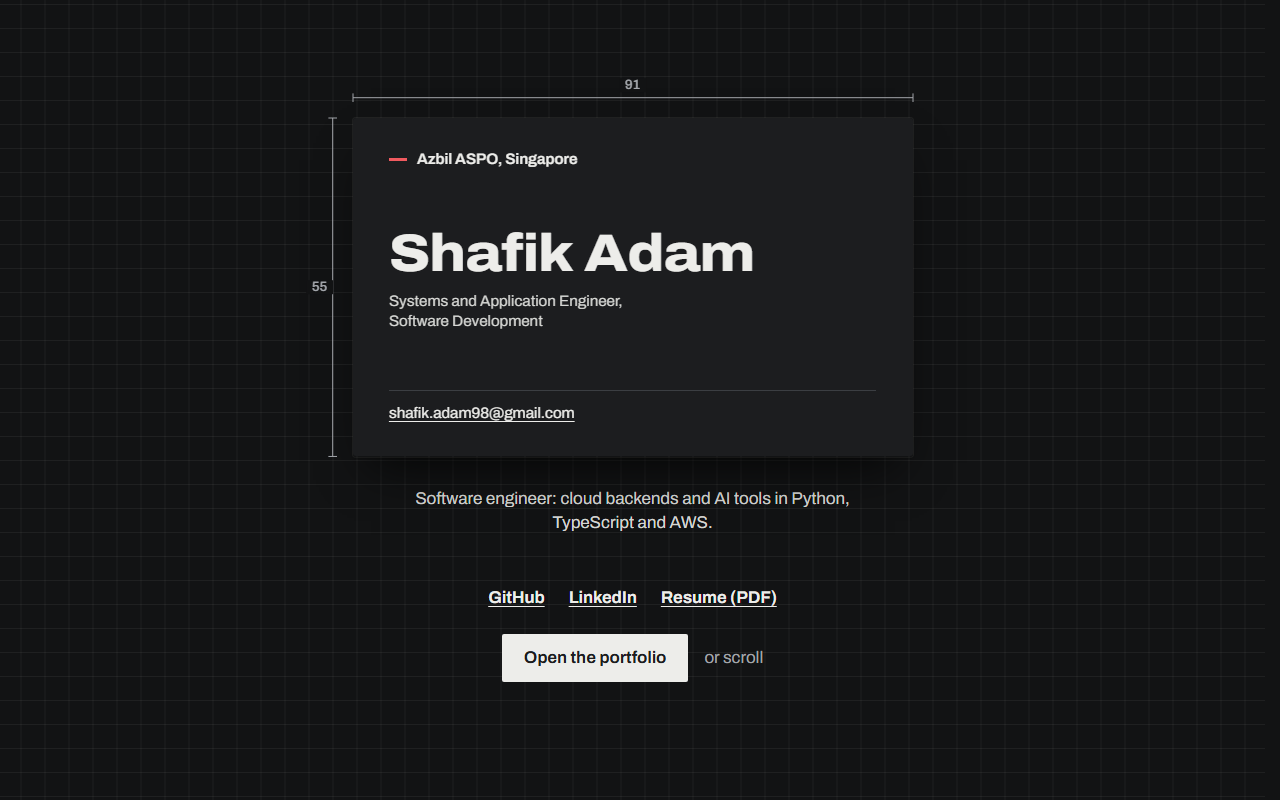 91
Azbil ASPO, Singapore
Shafik Adam
55
Systems and Application Engineer,
Software Development
shafik.adam98@gmail.com
Software engineer: cloud backends and AI tools in Python,
TypeScript and AWS.
GitHub LinkedIn Resume (PDF)
Open the portfolio or scroll